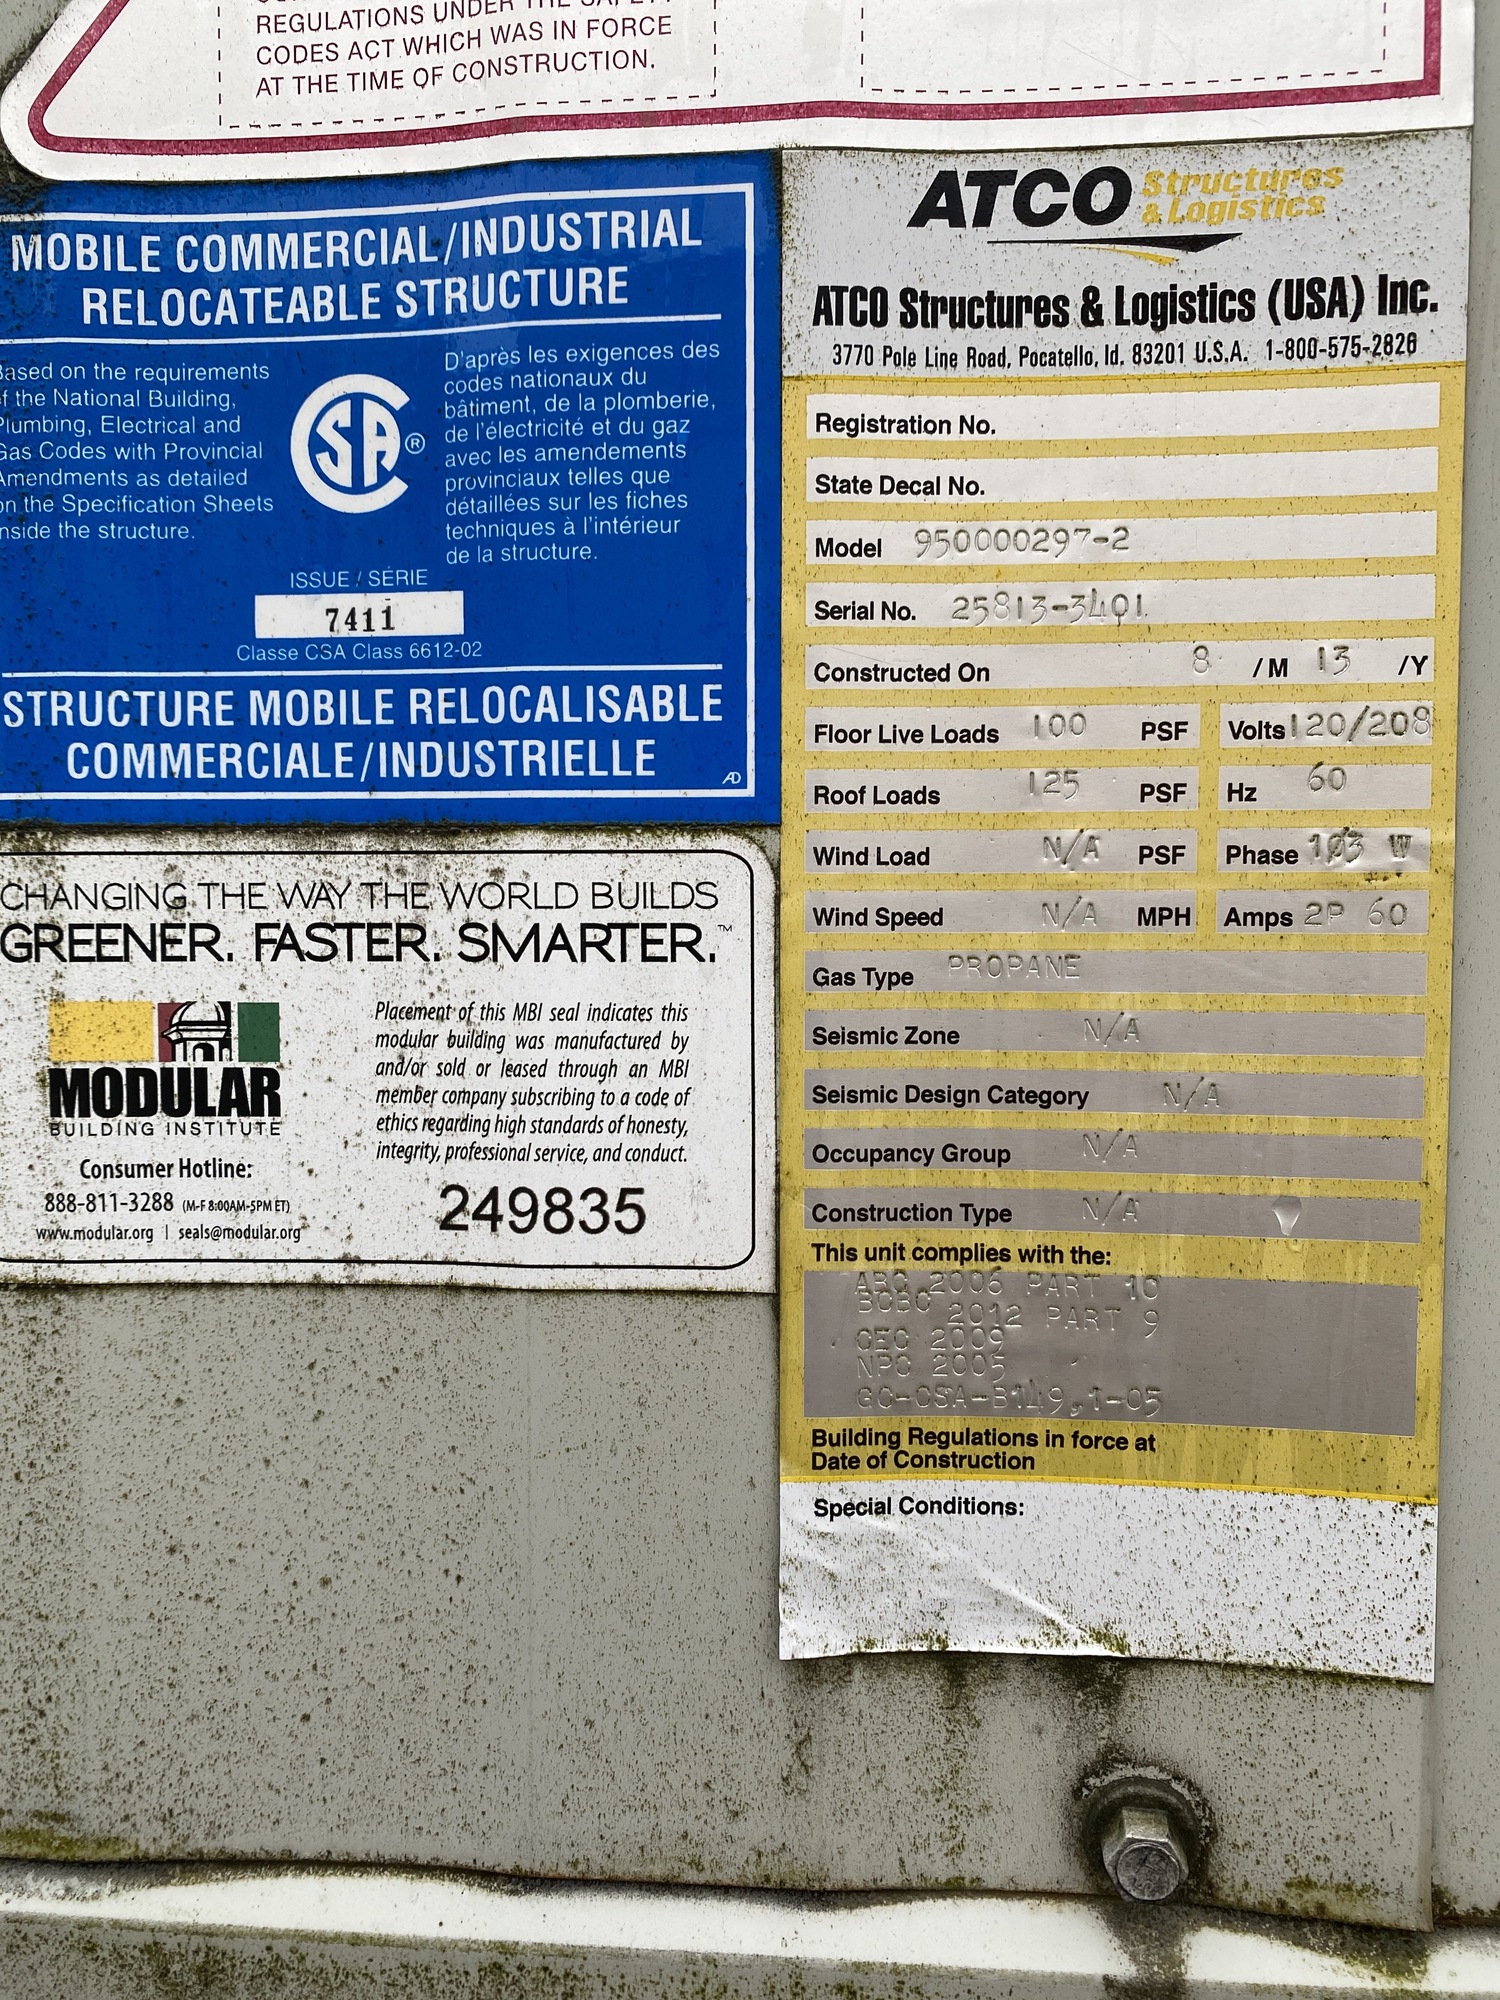 REGULATIONS UNDER THE SAFETY
CODES ACT WHICH WAS IN FORCE
AT THE TIME OF CONSTRUCTION.
MOBILE COMMERCIAL/INDUSTRIAL
RELOCATEABLE STRUCTURE
Based on the requirements
of the National Building,
Plumbing, Electrical and
Gas Codes with Provincial
Amendments as detailed
on the Specification Sheets
inside the structure.
CSA®
D'après les exigences des
codes nationaux du
bâtiment, de la plomberie,
de l'électricité et du gaz
avec les amendements
provinciaux telles que
détaillées sur les fiches
techniques à l'intérieur
de la structure.
ISSUE / SÉRIE
7411
Classe CSA Class 6612-02
STRUCTURE MOBILE RELOCALISABLE
COMMERCIALE/INDUSTRIELLE
AD
CHANGING THE WAY THE WORLD BUILDS
GREENER. FASTER. SMARTER.™
MODULAR
BUILDING INSTITUTE
Consumer Hotline:
888-811-3288 (M-F 8:00AM-5PM ET)
www.modular.org | seals@modular.org
Placement of this MBI seal indicates this
modular building was manufactured by
and/or sold or leased through an MBI
member company subscribing to a code of
ethics regarding high standards of honesty,
integrity, professional service, and conduct.
249835
ATCO Structures
& Logistics
ATCO Structures & Logistics (USA) Inc.
3770 Pole Line Road, Pocatello, Id. 83201 U.S.A. 1-800-575-2826
Registration No.
State Decal No.
Model 950000297-2
Serial No. 25813-3401
Constructed On 8 /M 13 /Y
Floor Live Loads 100 PSF Volts 120/208
Roof Loads 125 PSF Hz 60
Wind Load N/A PSF Phase 103 W
Wind Speed N/A MPH Amps 2P 60
Gas Type PROPANE
Seismic Zone N/A
Seismic Design Category N/A
Occupancy Group N/A
Construction Type N/A
This unit complies with the:
ABC 2006 PART 10
BCBC 2012 PART 9
CEC 2009
NPC 2005
GC-CSA-B149.1-05
Building Regulations in force at
Date of Construction
Special Conditions: